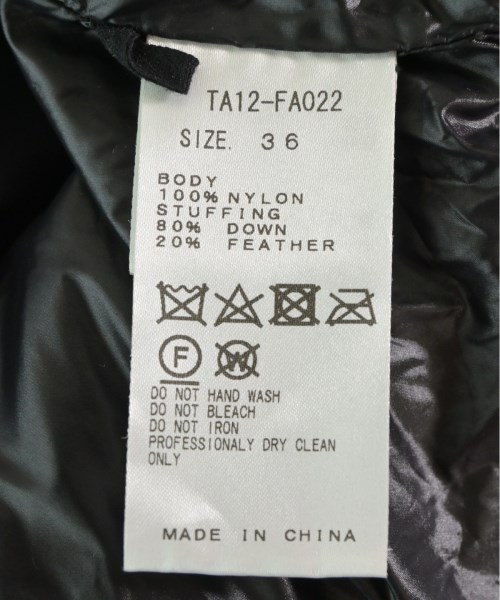 TA12-FA022
SIZE. 36
BODY
100% NYLON
STUFFING
80% DOWN
20% FEATHER
F W
DO NOT HAND WASH
DO NOT BLEACH
DO NOT IRON
PROFESSIONALY DRY CLEAN
ONLY
MADE IN CHINA